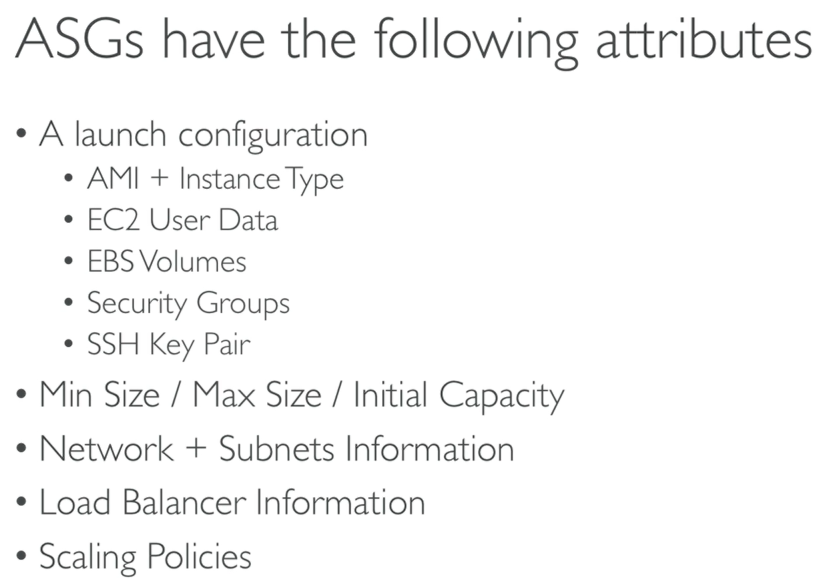 ASGs have the following attributes
• A launch configuration
• AMI + Instance Type
• EC2 User Data
• EBS Volumes
• Security Groups
• SSH Key Pair
• Min Size / Max Size / Initial Capacity
• Network + Subnets Information
• Load Balancer Information
• Scaling Policies